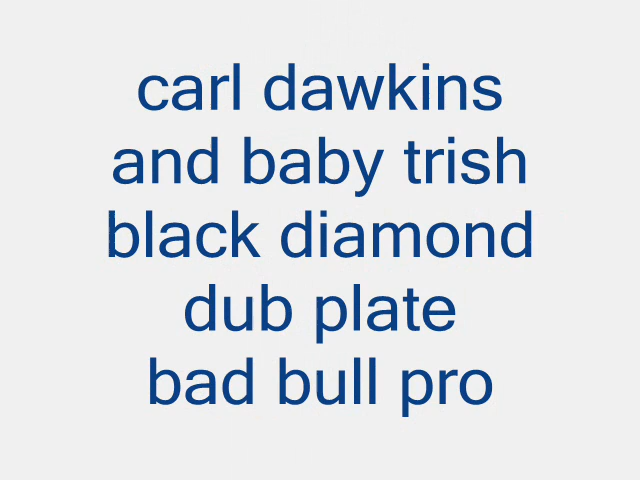 carl dawkins
and baby trish
black diamond
dub plate
bad bull pro